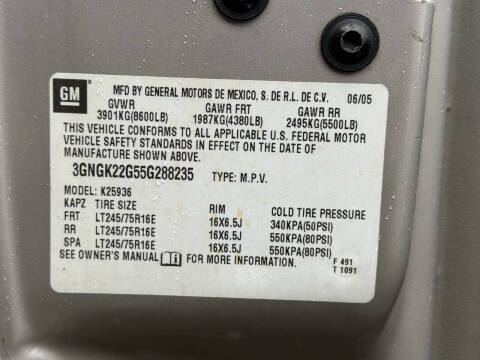 GM
MFD BY GENERAL MOTORS DE MEXICO, S. DE R.L. DE C.V. 06/05
GVWR GAWR FRT GAWR RR
3901KG(8600LB) 1987KG(4380LB) 2495KG(5500LB)
THIS VEHICLE CONFORMS TO ALL APPLICABLE U.S. FEDERAL MOTOR
VEHICLE SAFETY STANDARDS IN EFFECT ON THE DATE OF
MANUFACTURE SHOWN ABOVE.
3GNGK22G55G288235 TYPE: M.P.V.
MODEL: K25936
KAPZ TIRE SIZE RIM COLD TIRE PRESSURE
FRT LT245/75R16E 16X6.5J 340KPA(50PSI)
RR LT245/75R16E 16X6.5J 550KPA(80PSI)
SPA LT245/75R16E 16X6.5J 550KPA(80PSI)
SEE OWNER'S MANUAL FOR MORE INFORMATION.
F 491
T 1091